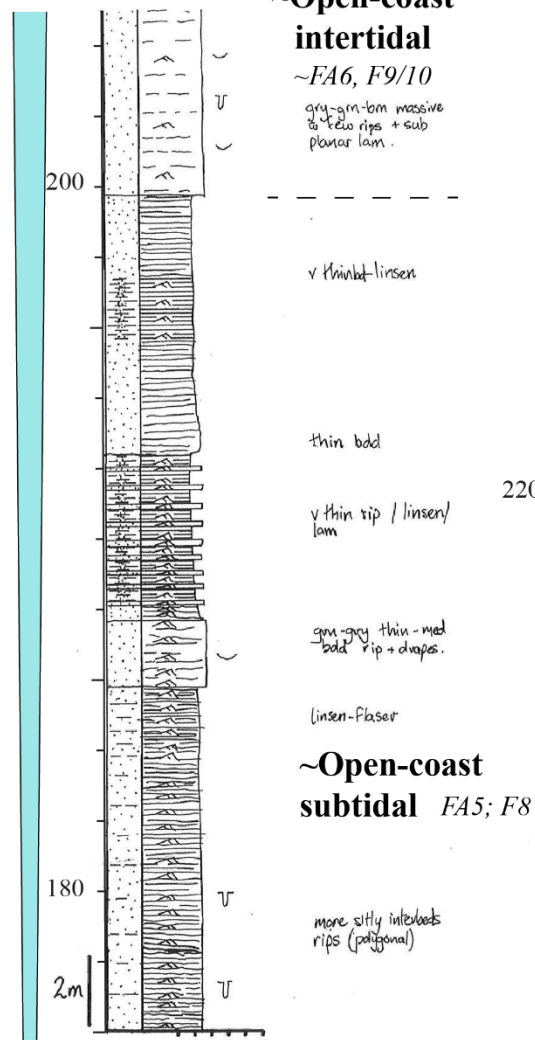 ~Open-coast
intertidal
~FA6, F9/10
gry-grn-brn massive
to few rips + sub
planar lam.
200
v thinbd-linsen
thin bdd
220
v thin rip / linsen/
lam
grn-gry thin-med
bdd rip + drapes.
linsen-flaser
~Open-coast
subtidal FA5; F8
180
more sltly interbeds
rips (polygonal)
2m